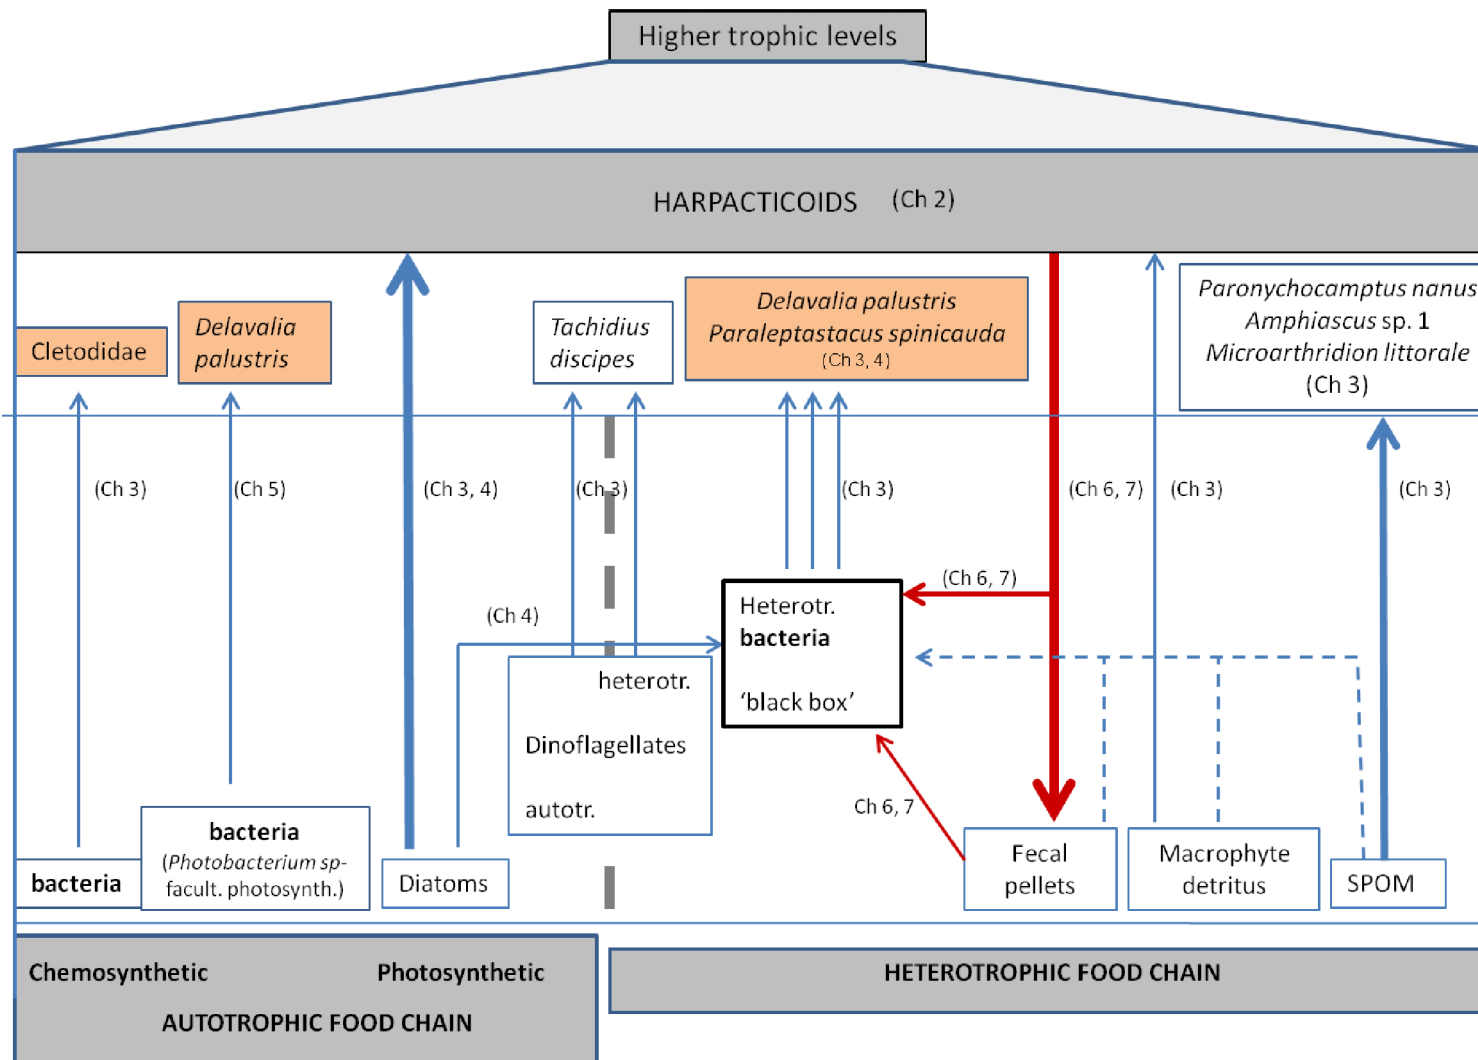 Higher trophic levels
HARPACTICOIDS (Ch 2)
Cletodidae
Delavalia
palustris
Tachidius
discipes
Delavalia palustris
Paraleptastacus spinicauda
(Ch 3, 4)
Paronychocamptus nanus
Amphiascus sp. 1
Microarthridion littorale
(Ch 3)
(Ch 3)
(Ch 5)
(Ch 3, 4)
(Ch 3)
(Ch 3)
(Ch 6, 7)
(Ch 3)
(Ch 3)
(Ch 6, 7)
(Ch 4)
Heterotr.
bacteria
'black box'
heterotr.
Dinoflagellates
autotr.
Ch 6, 7
bacteria
bacteria
(Photobacterium sp-
facult. photosynth.)
Diatoms
Fecal
pellets
Macrophyte
detritus
SPOM
Chemosynthetic
Photosynthetic
AUTOTROPHIC FOOD CHAIN
HETEROTROPHIC FOOD CHAIN